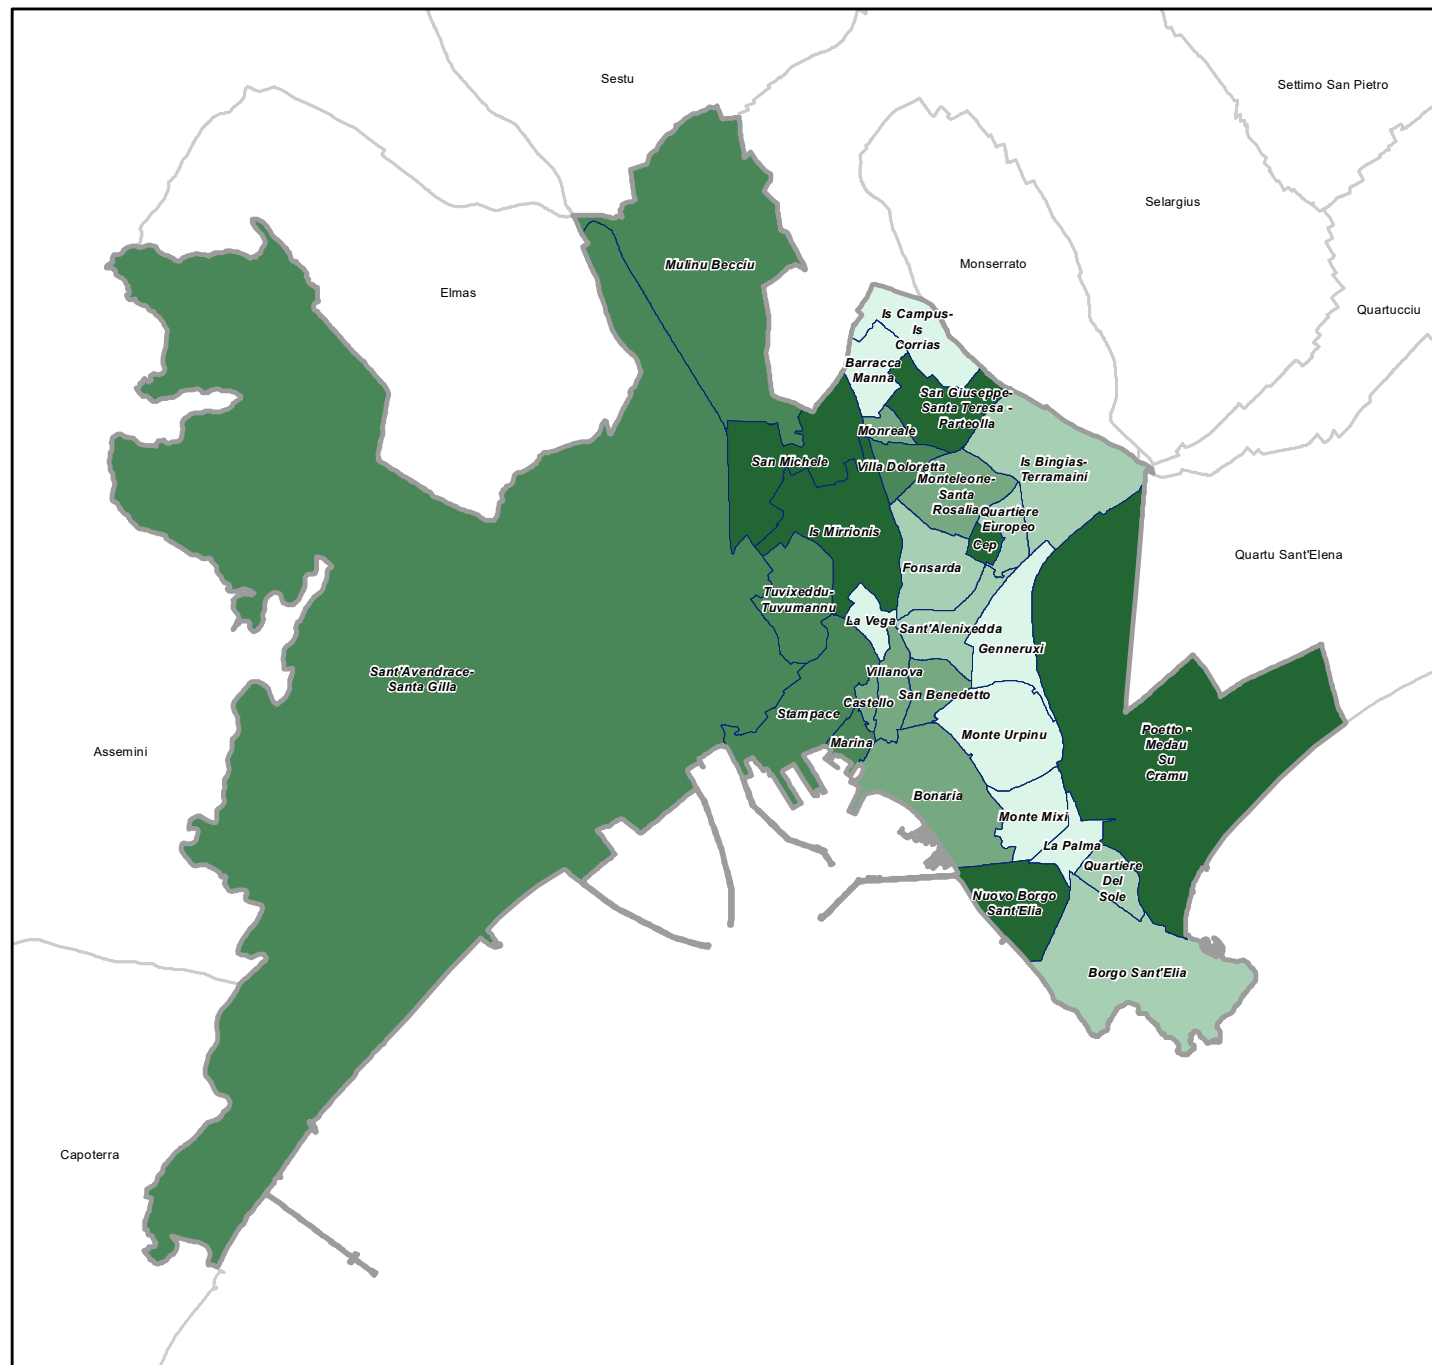 Sestu
Settimo San Pietro
Selargius
Mulinu Becciu
Monserrato
Elmas
Quartucciu
Is Campus-
Is
Corrias
Barracca
Manna
San Giuseppe-
Santa Teresa -
Parteolla
Monreale
San Michele
Villa Doloretta
Is Bingias-
Terramaini
Monteleone-
Santa
Rosalia
Quartiere
Europeo
Is Mirrionis
Cep
Quartu Sant'Elena
Fonsarda
Tuvixeddu-
Tuvumannu
La Vega
Sant'Alenixedda
Genneruxi
Sant'Avendrace-
Santa Gilla
Villanova
San Benedetto
Castello
Stampace
Marina
Monte Urpinu
Poetto -
Medau
Su
Cramu
Assemini
Bonaria
Monte Mixi
La Palma
Quartiere
Del
Sole
Nuovo Borgo
Sant'Elia
Borgo Sant'Elia
Capoterra